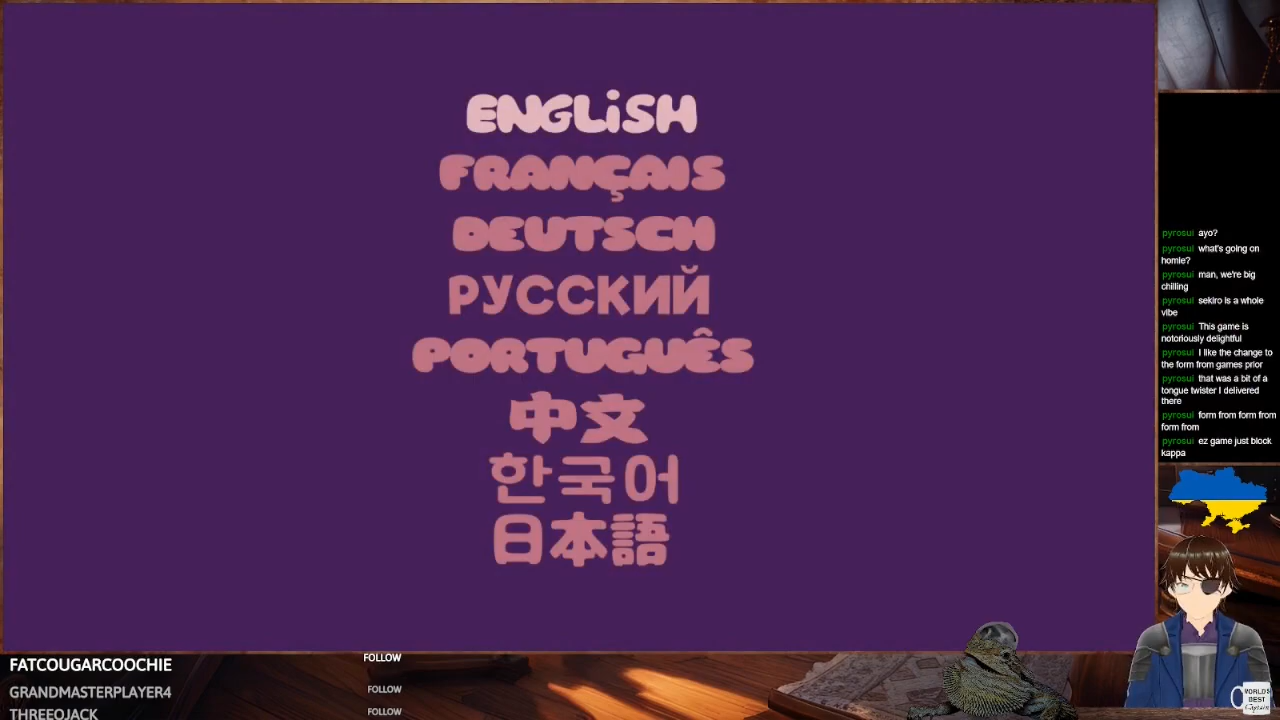 ENGLiSH
FRANÇAIS
DEUTSCH
РУССКИЙ
PORTUGUÊS
中文
한국어
日本語
pyrosui ayo?
pyrosui what's going on
homie?
pyrosui man, we're big
chilling
pyrosui sekiro is a whole
vibe
pyrosui This game is
notoriously delightful
pyrosui I like the change to
the form from games prior
pyrosui that was a bit of a
tongue twister I delivered
there
pyrosui form from form from
form from
pyrosui ez game just block
kappa
FATCOUGARCOOCHIE FOLLOW
GRANDMASTERPLAYER4 FOLLOW
THREEOJACK FOLLOW
WORLD'S
BEST